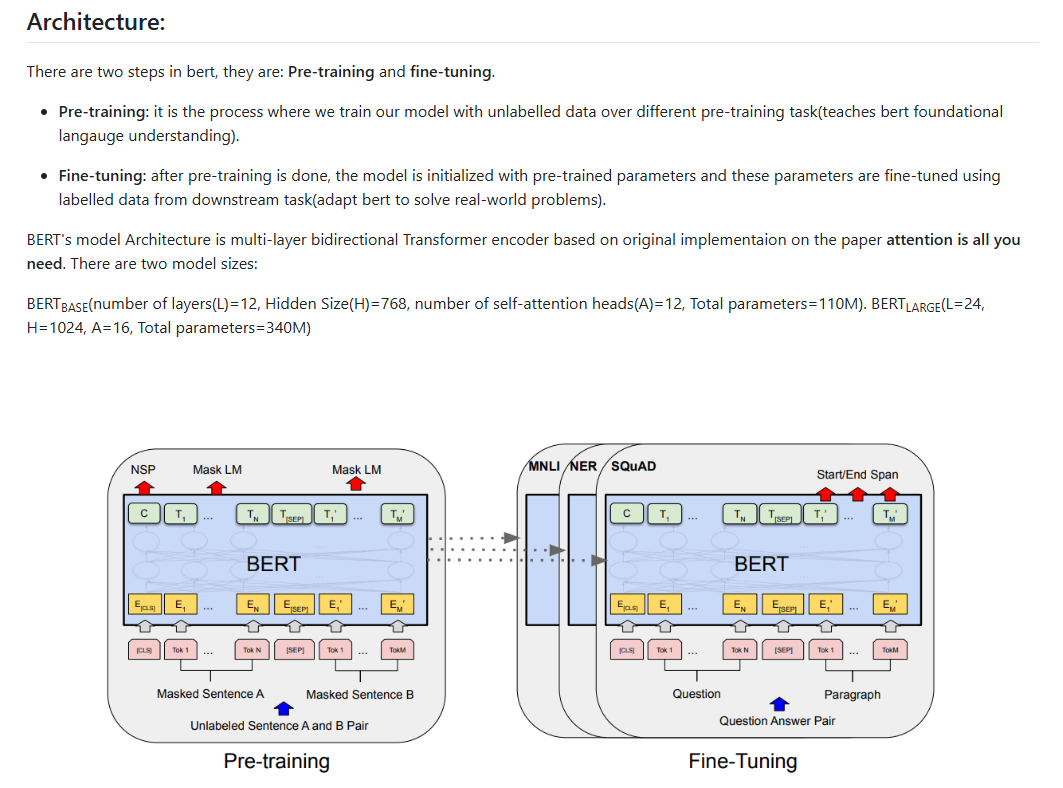 Architecture:
There are two steps in bert, they are: Pre-training and fine-tuning.
• Pre-training: it is the process where we train our model with unlabelled data over different pre-training task(teaches bert foundational
langauge understanding).
• Fine-tuning: after pre-training is done, the model is initialized with pre-trained parameters and these parameters are fine-tuned using
labelled data from downstream task(adapt bert to solve real-world problems).
BERT's model Architecture is multi-layer bidirectional Transformer encoder based on original implementaion on the paper attention is all you
need. There are two model sizes:
BERT_BASE(number of layers(L)=12, Hidden Size(H)=768, number of self-attention heads(A)=12, Total parameters=110M). BERT_LARGE(L=24,
H=1024, A=16, Total parameters=340M)
NSP Mask LM Mask LM
C T_1 ... T_N T_[SEP] T_1' ... T_M'
BERT
E_[CLS] E_1 ... E_N E_[SEP] E_1' ... E_M'
[CLS] Tok 1 ... Tok N [SEP] Tok 1 ... TokM
Masked Sentence A Masked Sentence B
Unlabeled Sentence A and B Pair
Pre-training
MNLI NER SQuAD
Start/End Span
C T_1 ... T_N T_[SEP] T_1' ... T_M'
BERT
E_[CLS] E_1 ... E_N E_[SEP] E_1' ... E_M'
[CLS] Tok 1 ... Tok N [SEP] Tok 1 ... TokM
Question Paragraph
Question Answer Pair
Fine-Tuning